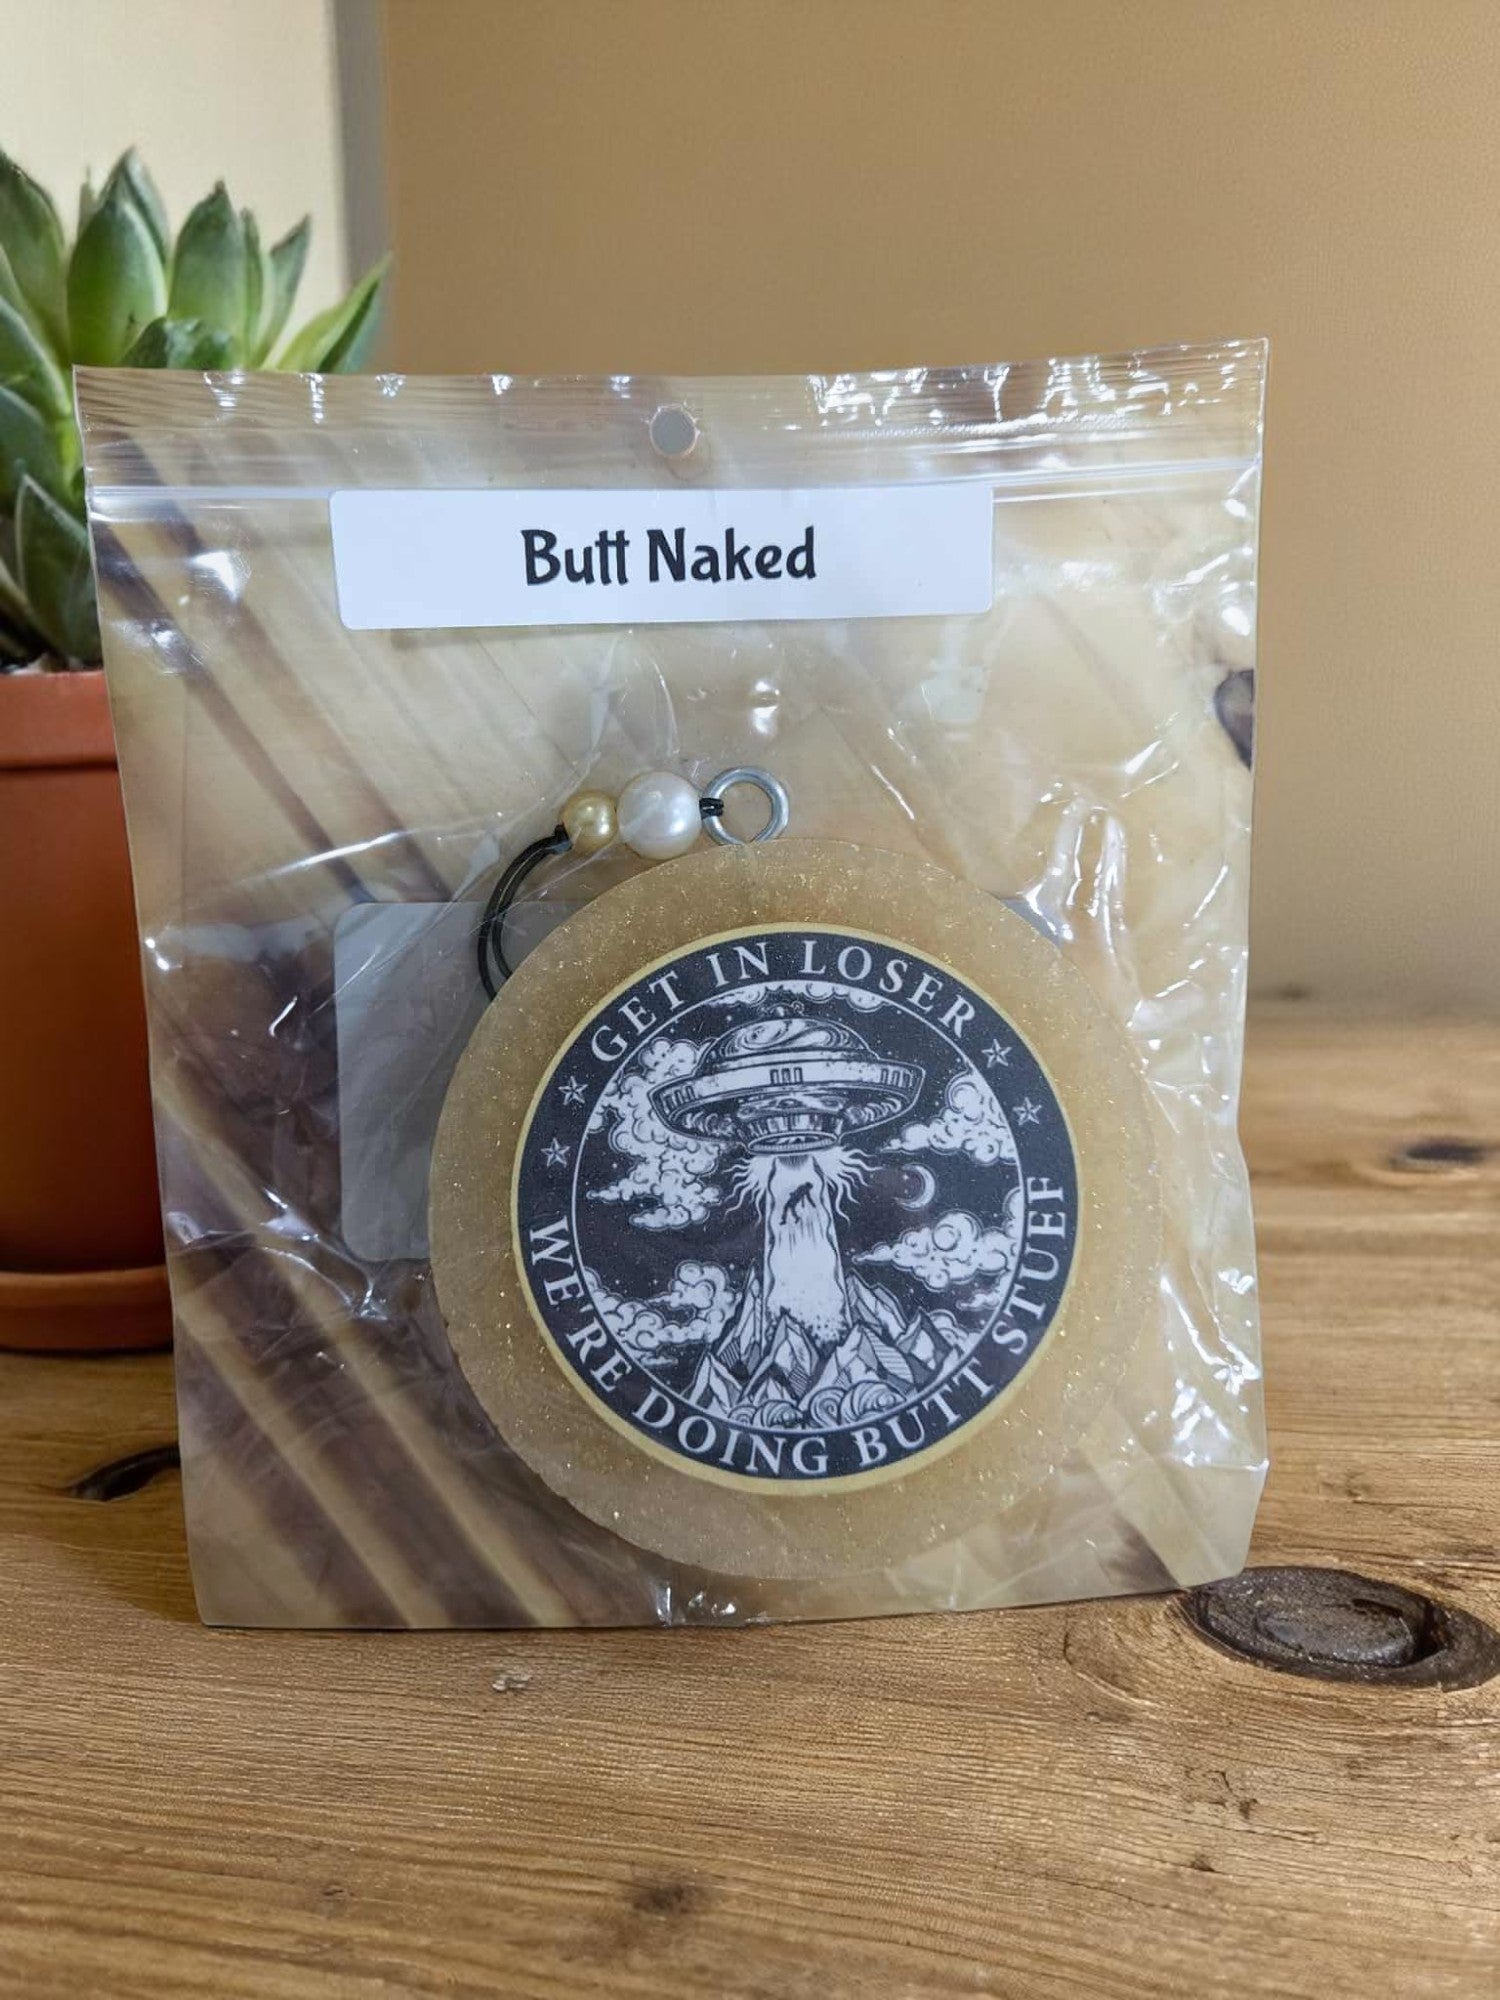 Butt Naked
GET IN LOSER
WE'RE DOING BUTT STUFF